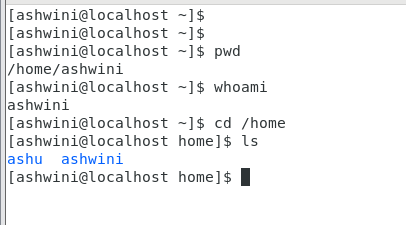 [ashwini@localhost ~]$
[ashwini@localhost ~]$
[ashwini@localhost ~]$ pwd
/home/ashwini
[ashwini@localhost ~]$ whoami
ashwini
[ashwini@localhost ~]$ cd /home
[ashwini@localhost home]$ ls
ashu  ashwini
[ashwini@localhost home]$